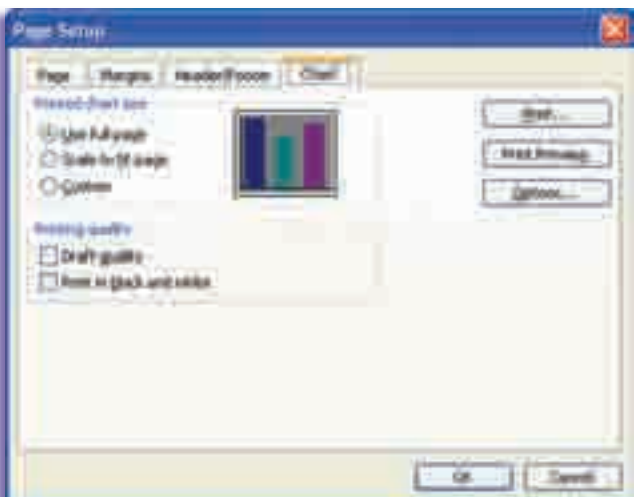 Page Setup
Page Margins Header/Footer Chart
Printed chart size
Use full page
Scale to fit page
Custom
Print...
Print Preview
Options...
Printing quality
Draft quality
Print in black and white
OK Cancel